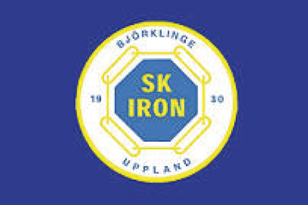 BJÖRKLINGE
SK
IRON
19 30
UPPLAND